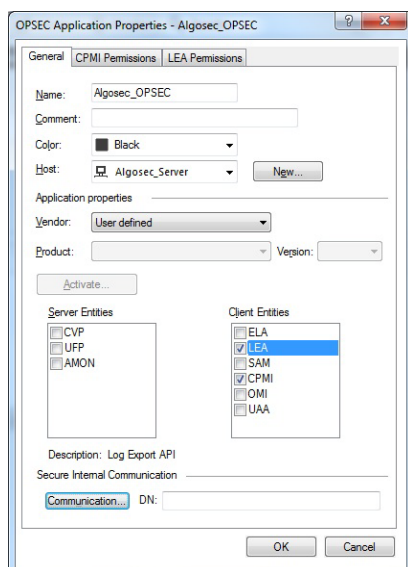 OPSEC Application Properties - Algosec_OPSEC
General CPMI Permissions LEA Permissions
Name: Algosec_OPSEC
Comment:
Color: Black
Host: Algosec_Server New...
Application properties
Vendor: User defined
Product: Version:
Activate...
Server Entities Client Entities
CVP ELA
UFP LEA
AMON SAM
CPMI
OMI
UAA
Description: Log Export API
Secure Internal Communication
Communication... DN:
OK Cancel